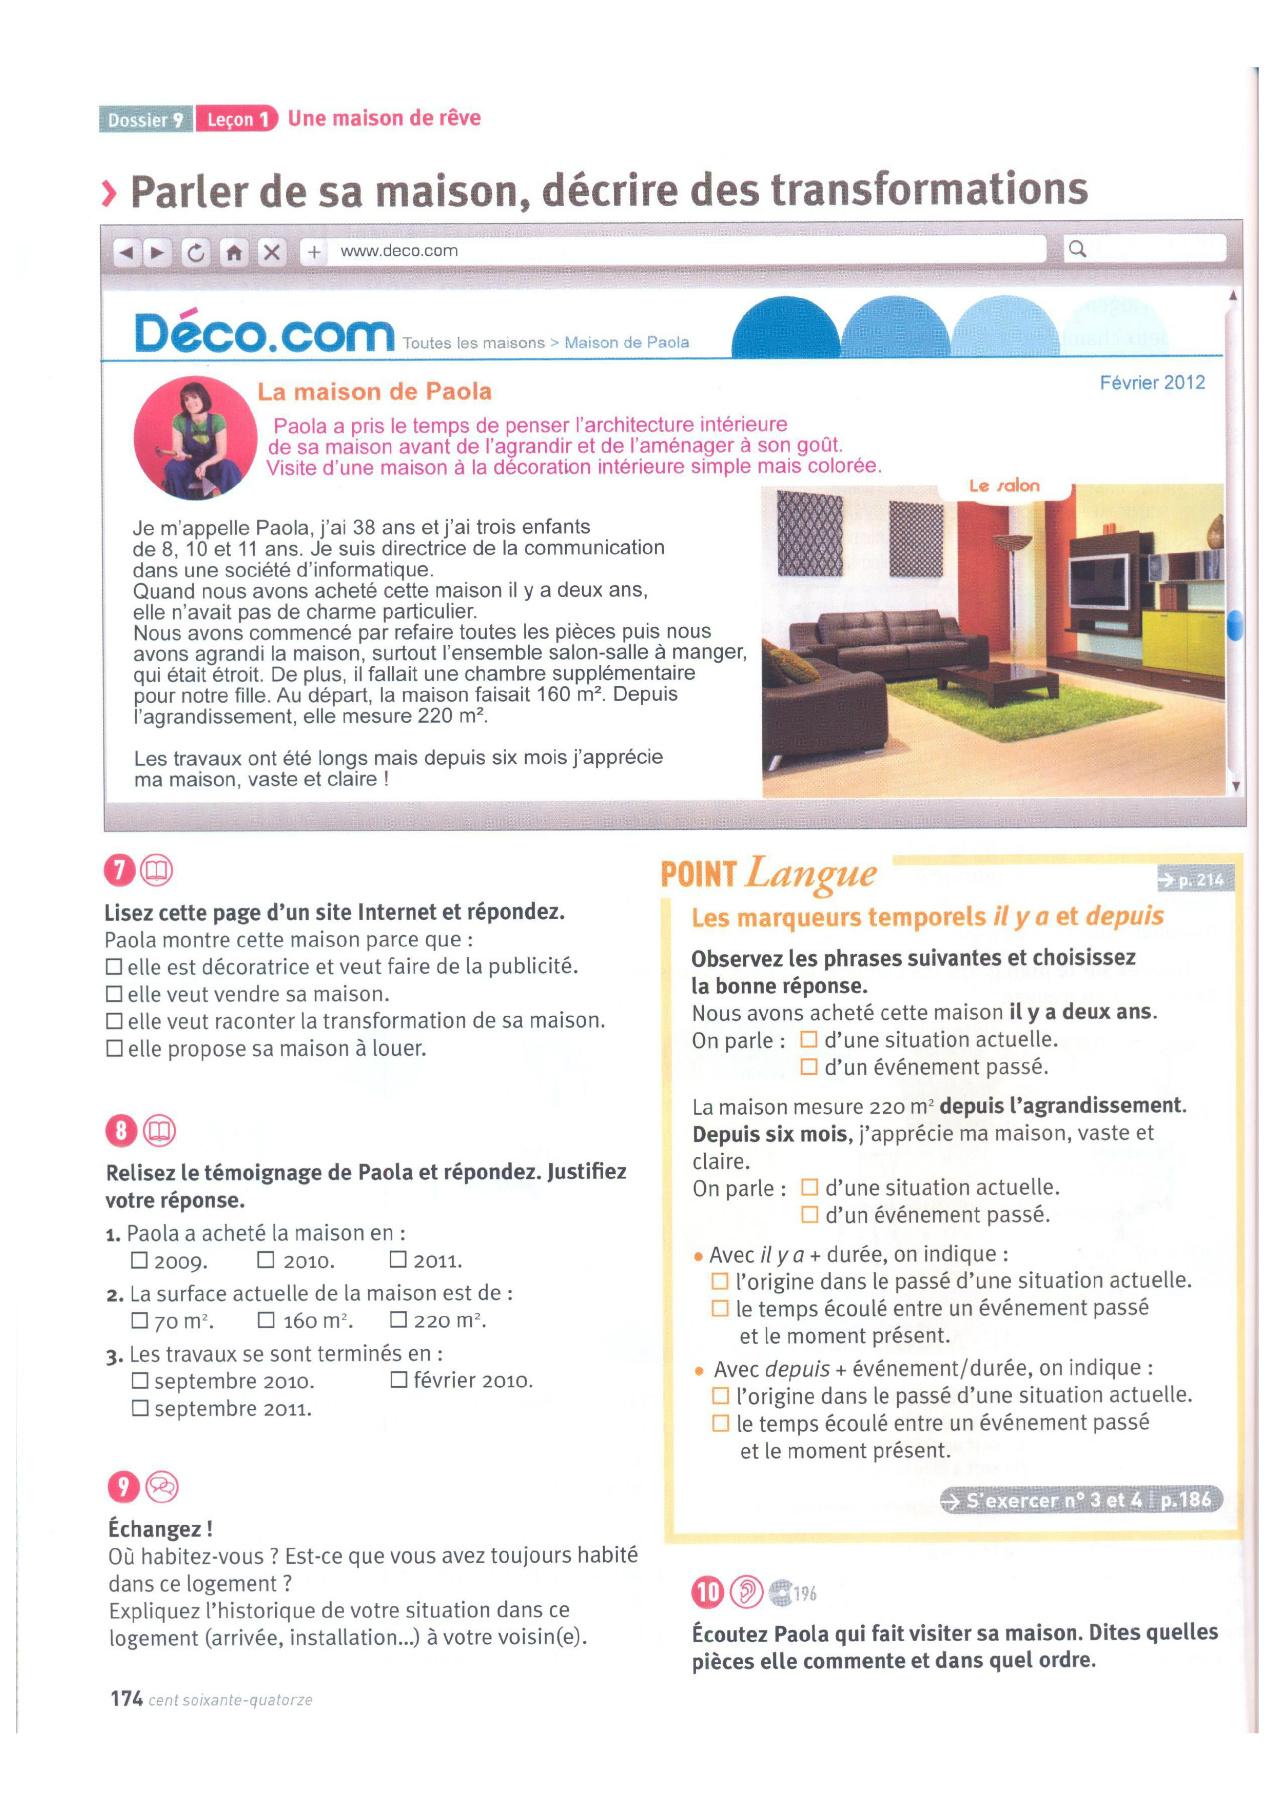 Dossier 9 Leçon 1 Une maison de rêve
› Parler de sa maison, décrire des transformations
www.deco.com
Déco.com Toutes les maisons > Maison de Paola
Février 2012
La maison de Paola
Paola a pris le temps de penser l'architecture intérieure
de sa maison avant de l'agrandir et de l'aménager à son goût.
Visite d'une maison à la décoration intérieure simple mais colorée.
Le salon
Je m'appelle Paola, j'ai 38 ans et j'ai trois enfants
de 8, 10 et 11 ans. Je suis directrice de la communication
dans une société d'informatique.
Quand nous avons acheté cette maison il y a deux ans,
elle n'avait pas de charme particulier.
Nous avons commencé par refaire toutes les pièces puis nous
avons agrandi la maison, surtout l'ensemble salon-salle à manger,
qui était étroit. De plus, il fallait une chambre supplémentaire
pour notre fille. Au départ, la maison faisait 160 m². Depuis
l'agrandissement, elle mesure 220 m².
Les travaux ont été longs mais depuis six mois j'apprécie
ma maison, vaste et claire !
7
Lisez cette page d'un site Internet et répondez.
Paola montre cette maison parce que :
☐ elle est décoratrice et veut faire de la publicité.
☐ elle veut vendre sa maison.
☐ elle veut raconter la transformation de sa maison.
☐ elle propose sa maison à louer.
8
Relisez le témoignage de Paola et répondez. Justifiez
votre réponse.
1. Paola a acheté la maison en :
☐ 2009. ☐ 2010. ☐ 2011.
2. La surface actuelle de la maison est de :
☐ 70 m². ☐ 160 m². ☐ 220 m².
3. Les travaux se sont terminés en :
☐ septembre 2010. ☐ février 2010.
☐ septembre 2011.
9
Échangez !
Où habitez-vous ? Est-ce que vous avez toujours habité
dans ce logement ?
Expliquez l'historique de votre situation dans ce
logement (arrivée, installation...) à votre voisin(e).
POINT Langue
→ p. 214
Les marqueurs temporels il y a et depuis
Observez les phrases suivantes et choisissez
la bonne réponse.
Nous avons acheté cette maison il y a deux ans.
On parle : ☐ d'une situation actuelle.
☐ d'un événement passé.
La maison mesure 220 m² depuis l'agrandissement.
Depuis six mois, j'apprécie ma maison, vaste et
claire.
On parle : ☐ d'une situation actuelle.
☐ d'un événement passé.
• Avec il y a + durée, on indique :
☐ l'origine dans le passé d'une situation actuelle.
☐ le temps écoulé entre un événement passé
et le moment présent.
• Avec depuis + événement/durée, on indique :
☐ l'origine dans le passé d'une situation actuelle.
☐ le temps écoulé entre un événement passé
et le moment présent.
→ S'exercer n° 3 et 4 | p.186
10 196
Écoutez Paola qui fait visiter sa maison. Dites quelles
pièces elle commente et dans quel ordre.
174 cent soixante-quatorze